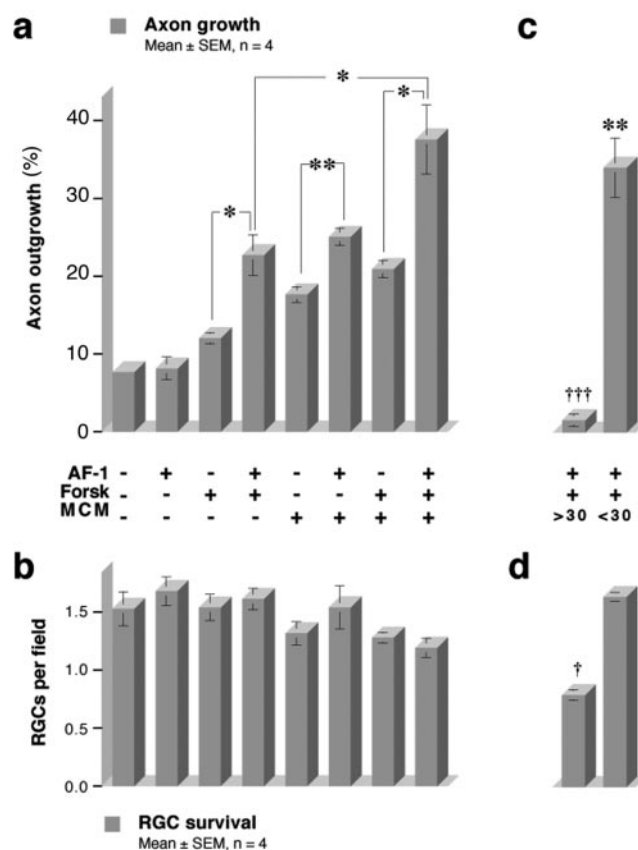 a
Axon growth
Mean ± SEM, n = 4
c
Axon outgrowth (%)
40
30
20
10
0
*
**
*
*
**
†††
AF-1 - + - + - + - + + +
Forsk - - + + - - + + + +
MCM - - - - + + + + >30 <30
b
d
RGCs per field
1.5
1.0
0.5
0.0
†
RGC survival
Mean ± SEM, n = 4